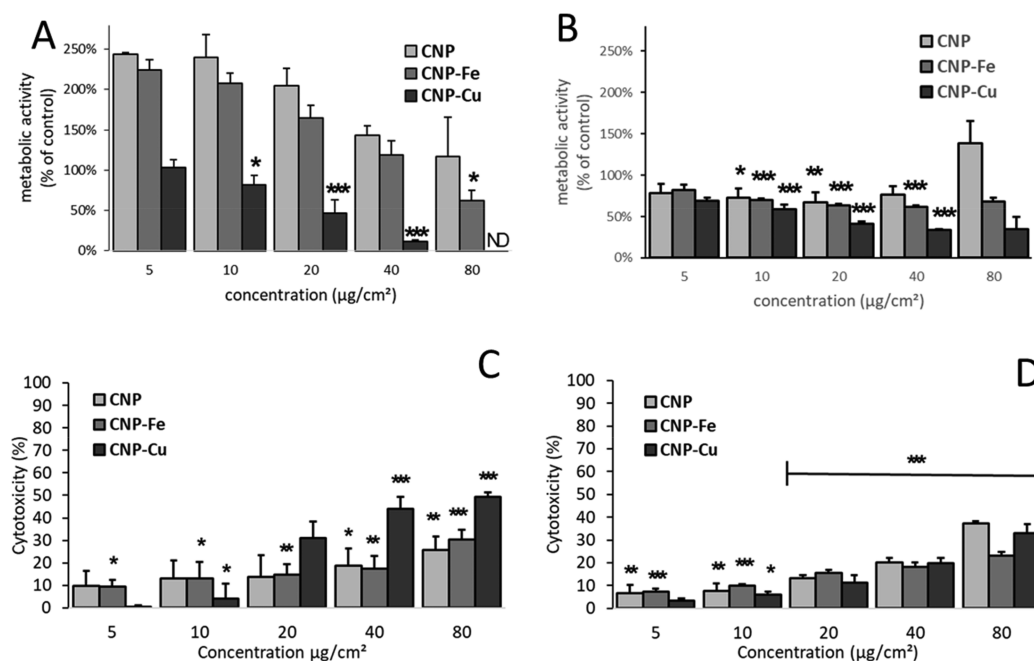 A
250%
200%
150%
100%
50%
0%
metabolic activity
(% of control)
CNP
CNP-Fe
CNP-Cu
*
***
***
*
ND
5 10 20 40 80
concentration (µg/cm²)
B
250%
200%
150%
100%
50%
0%
metabolic activity
(% of control)
CNP
CNP-Fe
CNP-Cu
* *** ***
** *** ***
*** ***
5 10 20 40 80
concentration (µg/cm²)
C
100
90
80
70
60
50
40
30
20
10
0
Cytotoxicity (%)
CNP
CNP-Fe
CNP-Cu
*
* *
**
* ** ***
** *** ***
5 10 20 40 80
Concentration µg/cm²
D
100
90
80
70
60
50
40
30
20
10
0
Cytotoxicity (%)
CNP
CNP-Fe
CNP-Cu
***
** ***
** *** *
5 10 20 40 80
Concentration (µg/cm²)